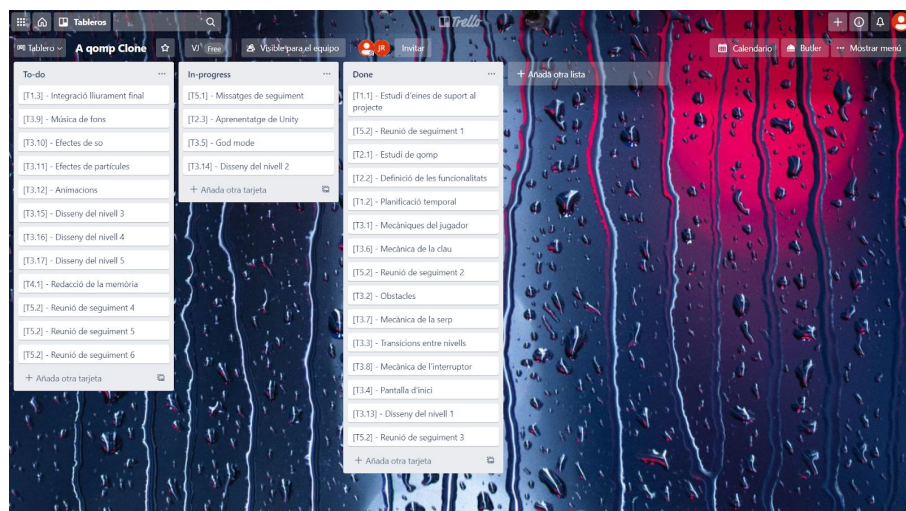 Tableros
Trello
Tablero
A qomp Clone
VJ
Free
Visible para el equipo
JR
Invitar
Calendario
Butler
Mostrar menú
To-do
[T1.3] - Integració lliurament final
[T3.9] - Música de fons
[T3.10] - Efectes de so
[T3.11] - Efectes de partícules
[T3.12] - Animacions
[T3.15] - Disseny del nivell 3
[T3.16] - Disseny del nivell 4
[T3.17] - Disseny del nivell 5
[T4.1] - Redacció de la memòria
[T5.2] - Reunió de seguiment 4
[T5.2] - Reunió de seguiment 5
[T5.2] - Reunió de seguiment 6
+ Añada otra tarjeta
In-progress
[T5.1] - Missatges de seguiment
[T2.3] - Aprenentatge de Unity
[T3.5] - God mode
[T3.14] - Disseny del nivell 2
+ Añada otra tarjeta
Done
[T1.1] - Estudi d'eines de suport al
projecte
[T5.2] - Reunió de seguiment 1
[T2.1] - Estudi de qomp
[T2.2] - Definició de les funcionalitats
[T1.2] - Planificació temporal
[T3.1] - Mecàniques del jugador
[T3.6] - Mecànica de la clau
[T5.2] - Reunió de seguiment 2
[T3.2] - Obstacles
[T3.7] - Mecànica de la serp
[T3.3] - Transicions entre nivells
[T3.8] - Mecànica de l'interruptor
[T3.4] - Pantalla d'inici
[T3.13] - Disseny del nivell 1
[T5.2] - Reunió de seguiment 3
+ Añada otra tarjeta
+ Añada otra lista